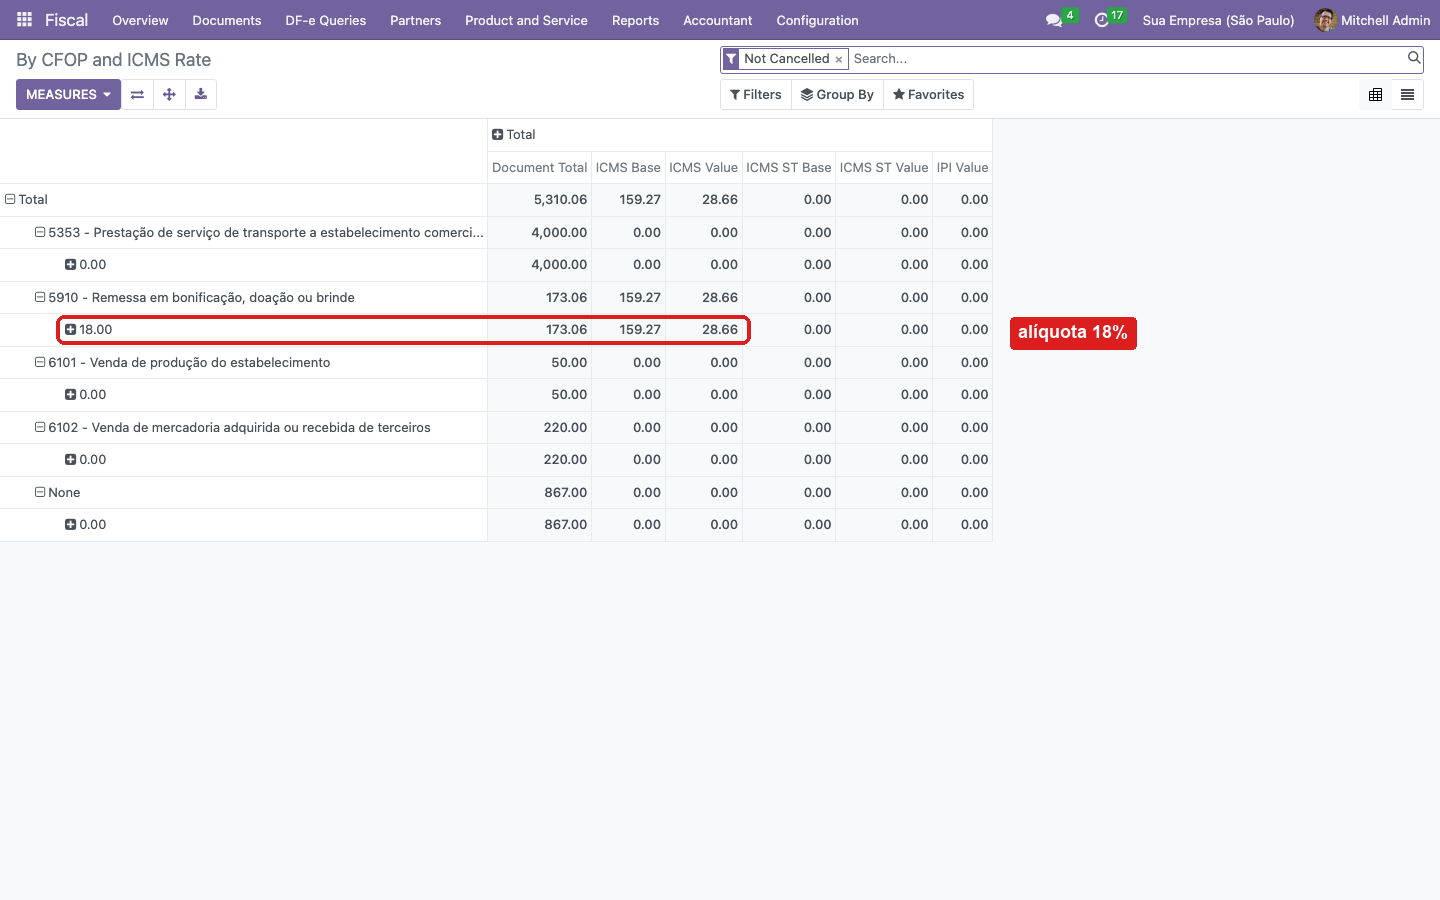 Fiscal Overview Documents DF-e Queries Partners Product and Service Reports Accountant Configuration 4 17 Sua Empresa (São Paulo) Mitchell Admin
By CFOP and ICMS Rate Not Cancelled × Search...
MEASURES Filters Group By Favorites
Total
Document Total ICMS Base ICMS Value ICMS ST Base ICMS ST Value IPI Value
Total 5,310.06 159.27 28.66 0.00 0.00 0.00
5353 - Prestação de serviço de transporte a estabelecimento comerci... 4,000.00 0.00 0.00 0.00 0.00 0.00
0.00 4,000.00 0.00 0.00 0.00 0.00 0.00
5910 - Remessa em bonificação, doação ou brinde 173.06 159.27 28.66 0.00 0.00 0.00
18.00 173.06 159.27 28.66 0.00 0.00 0.00 alíquota 18%
6101 - Venda de produção do estabelecimento 50.00 0.00 0.00 0.00 0.00 0.00
0.00 50.00 0.00 0.00 0.00 0.00 0.00
6102 - Venda de mercadoria adquirida ou recebida de terceiros 220.00 0.00 0.00 0.00 0.00 0.00
0.00 220.00 0.00 0.00 0.00 0.00 0.00
None 867.00 0.00 0.00 0.00 0.00 0.00
0.00 867.00 0.00 0.00 0.00 0.00 0.00